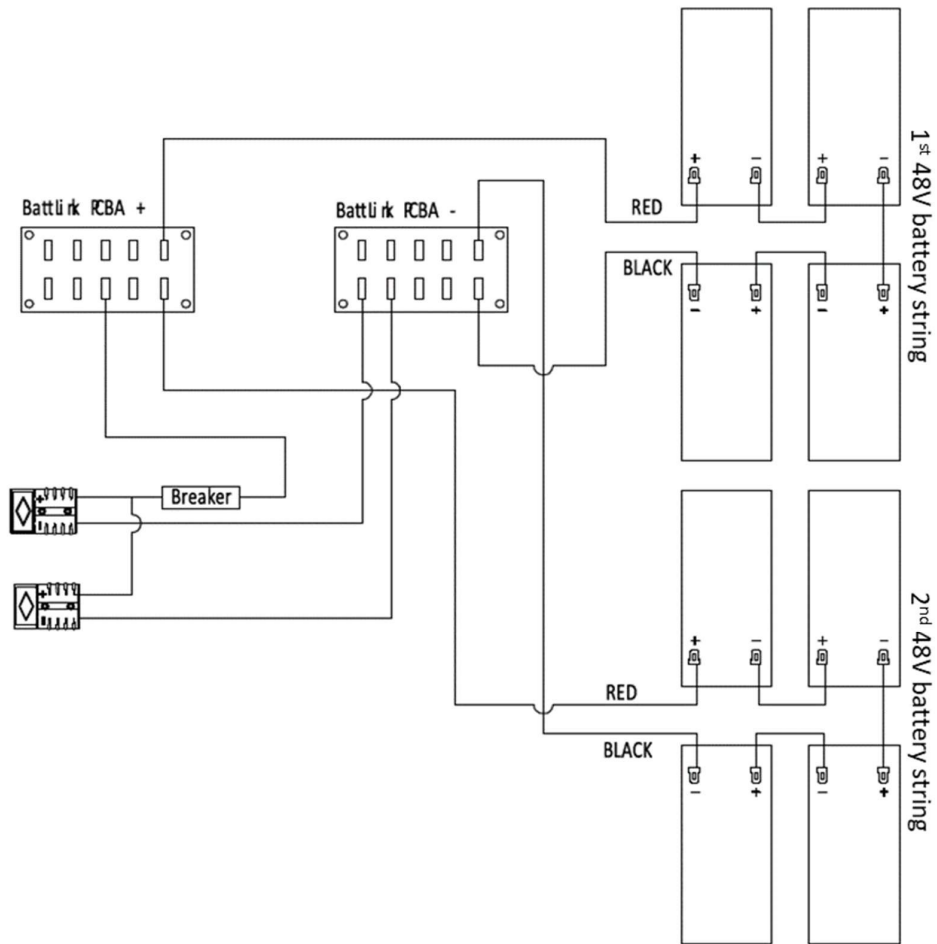 Battlink PCBA +
Battlink PCBA -
RED
BLACK
+ - + -
- + - +
1st 48V battery string
Breaker
+
-
+
-
RED
BLACK
+ - + -
- + - +
2nd 48V battery string